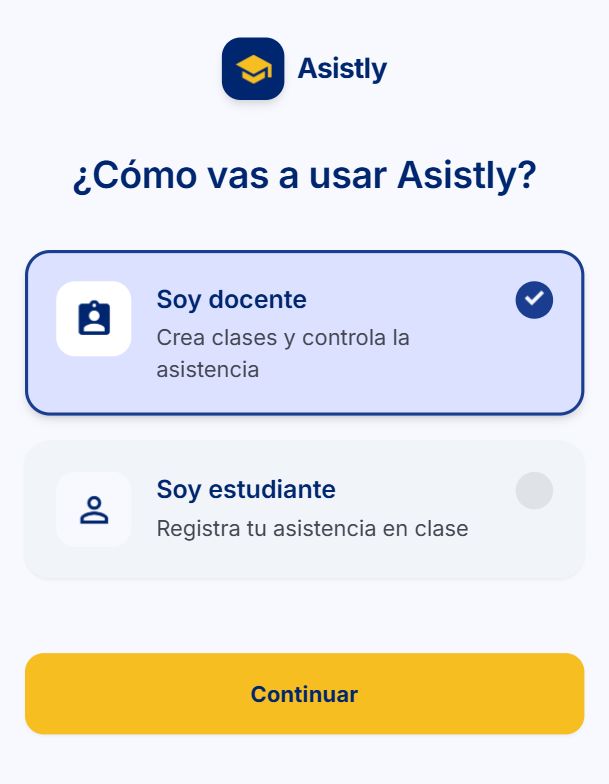 Asistly
¿Cómo vas a usar Asistly?
Soy docente
Crea clases y controla la
asistencia
Soy estudiante
Registra tu asistencia en clase
Continuar